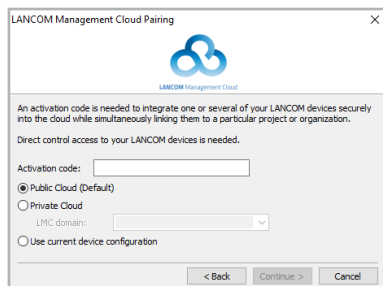 LANCOM Management Cloud Pairing
LANCOM Management Cloud
An activation code is needed to integrate one or several of your LANCOM devices securely
into the cloud while simultaneously linking them to a particular project or organization.
Direct control access to your LANCOM devices is needed.
Activation code:
Public Cloud (Default)
Private Cloud
LMC domain:
Use current device configuration
< Back Continue > Cancel